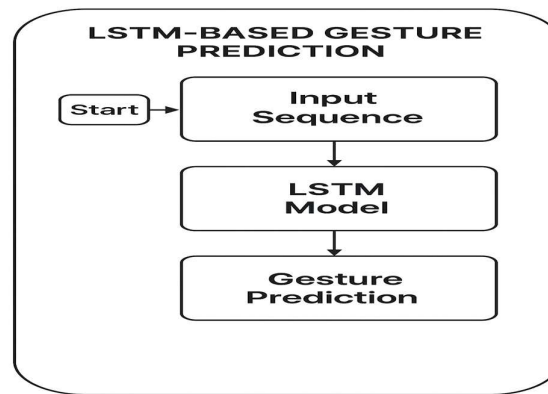 LSTM-BASED GESTURE
PREDICTION
Start
Input
Sequence
LSTM
Model
Gesture
Prediction